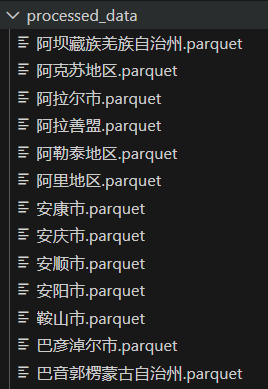 processed_data
阿坝藏族羌族自治州.parquet
阿克苏地区.parquet
阿拉尔市.parquet
阿拉善盟.parquet
阿勒泰地区.parquet
阿里地区.parquet
安康市.parquet
安庆市.parquet
安顺市.parquet
安阳市.parquet
鞍山市.parquet
巴彦淖尔市.parquet
巴音郭楞蒙古自治州.parquet